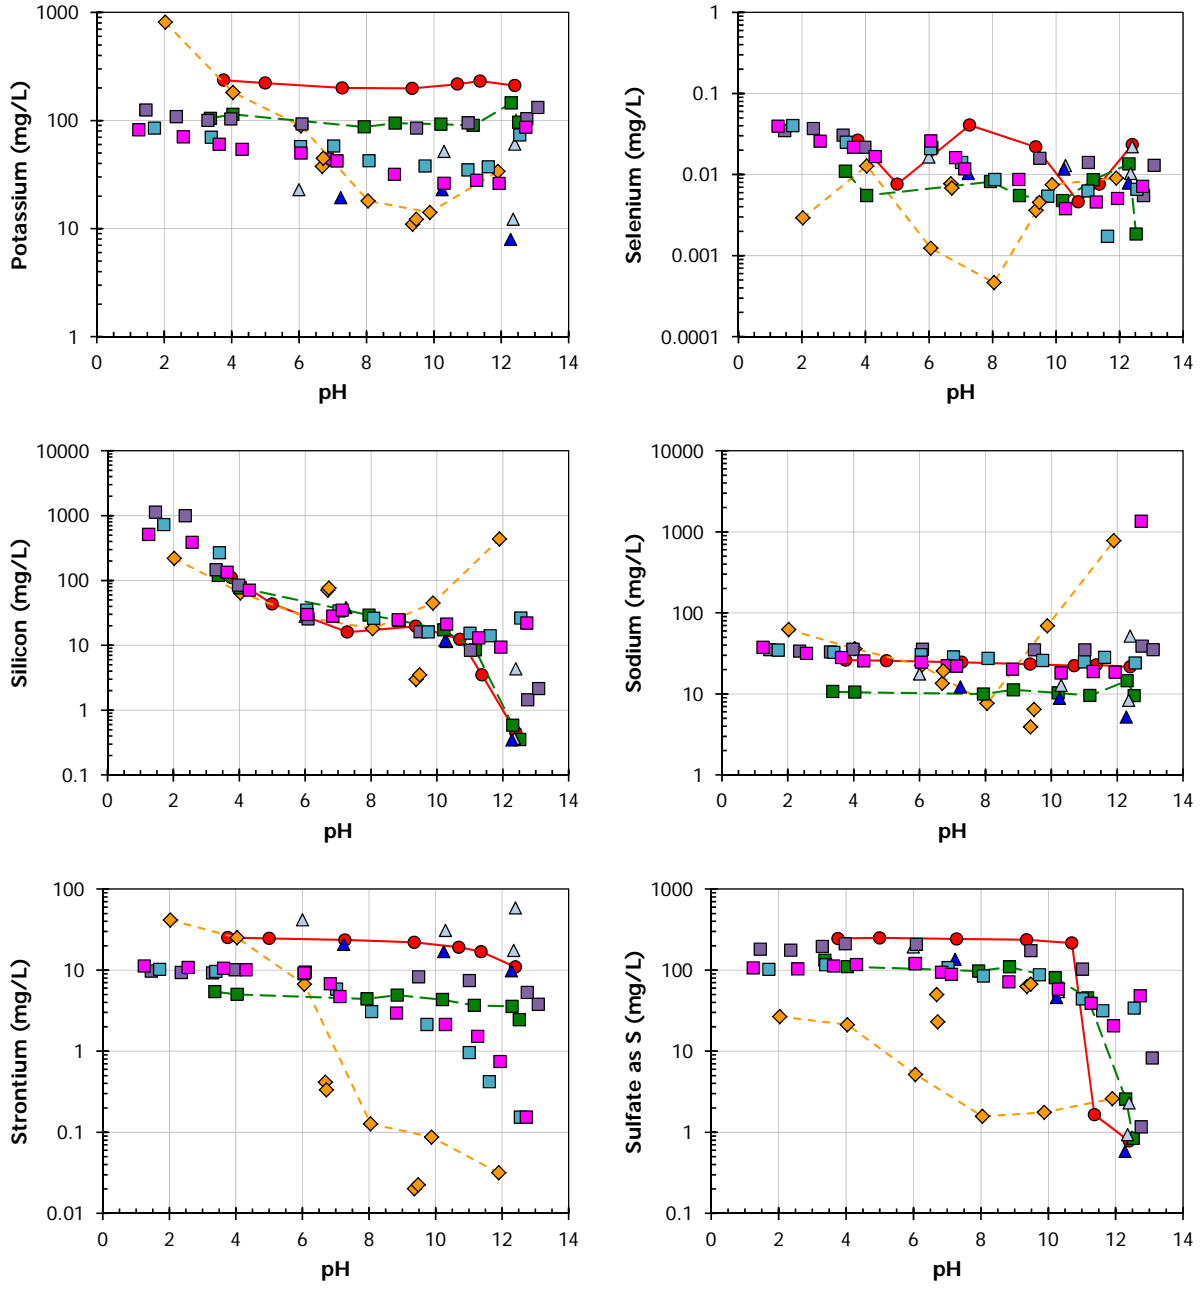 1000
100
10
1
Potassium (mg/L)
0 2 4 6 8 10 12 14
pH
1
0.1
0.01
0.001
0.0001
Selenium (mg/L)
0 2 4 6 8 10 12 14
pH
10000
1000
100
10
1
0.1
Silicon (mg/L)
0 2 4 6 8 10 12 14
pH
10000
1000
100
10
1
Sodium (mg/L)
0 2 4 6 8 10 12 14
pH
100
10
1
0.1
0.01
Strontium (mg/L)
0 2 4 6 8 10 12 14
pH
1000
100
10
1
0.1
Sulfate as S (mg/L)
0 2 4 6 8 10 12 14
pH